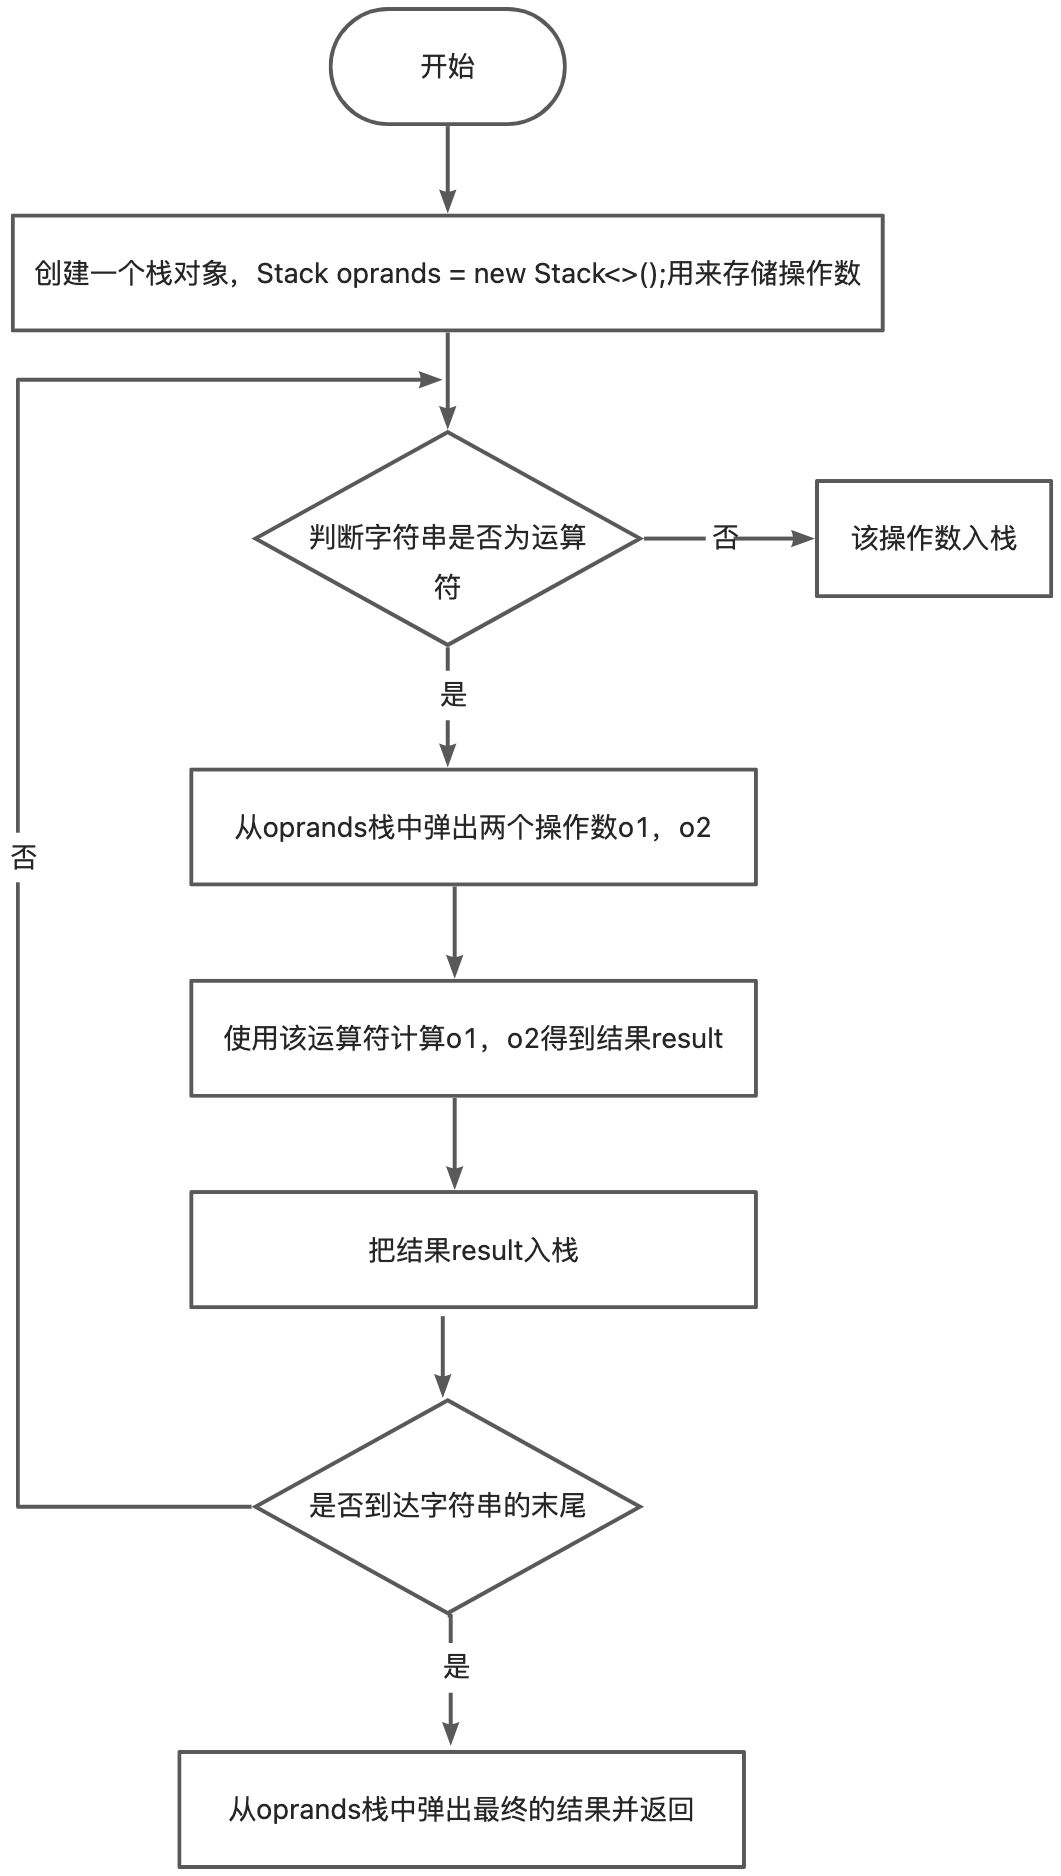 开始
创建一个栈对象，Stack oprands = new Stack<>();用来存储操作数
判断字符串是否为运算
符
否
该操作数入栈
是
从oprands栈中弹出两个操作数o1，o2
否
使用该运算符计算o1，o2得到结果result
把结果result入栈
是否到达字符串的末尾
是
从oprands栈中弹出最终的结果并返回